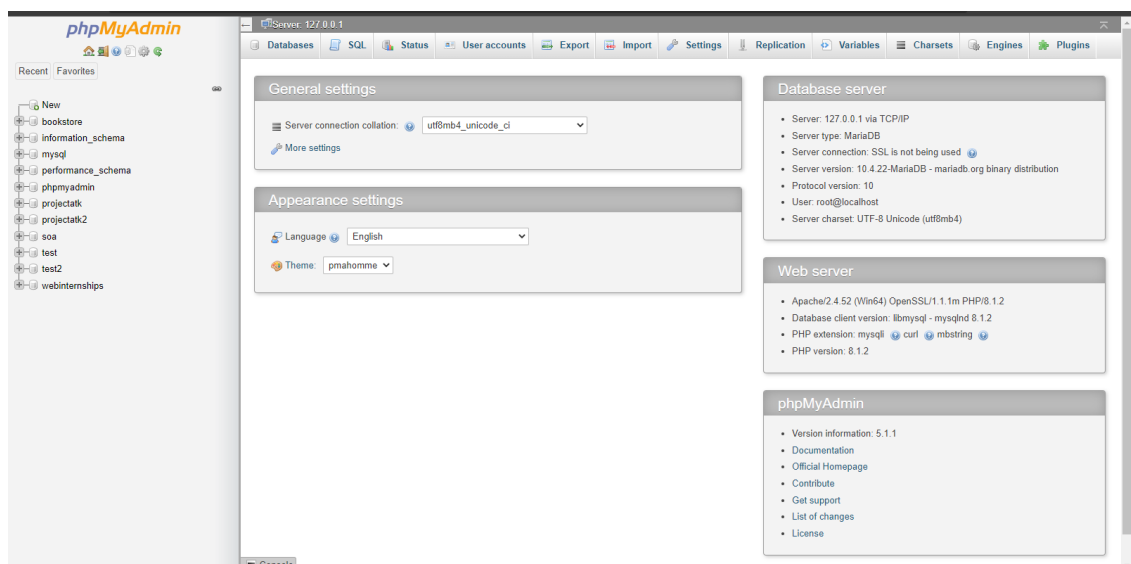 phpMyAdmin
Recent Favorites
New
bookstore
information_schema
mysql
performance_schema
phpmyadmin
projectatk
projectatk2
soa
test
test2
webinternships
Server: 127.0.0.1
Databases SQL Status User accounts Export Import Settings Replication Variables Charsets Engines Plugins
General settings
Server connection collation: utf8mb4_unicode_ci
More settings
Appearance settings
Language English
Theme: pmahomme
Database server
Server: 127.0.0.1 via TCP/IP
Server type: MariaDB
Server connection: SSL is not being used
Server version: 10.4.22-MariaDB - mariadb.org binary distribution
Protocol version: 10
User: root@localhost
Server charset: UTF-8 Unicode (utf8mb4)
Web server
Apache/2.4.52 (Win64) OpenSSL/1.1.1m PHP/8.1.2
Database client version: libmysql - mysqlnd 8.1.2
PHP extension: mysqli curl mbstring
PHP version: 8.1.2
phpMyAdmin
Version information: 5.1.1
Documentation
Official Homepage
Contribute
Get support
List of changes
License
Console